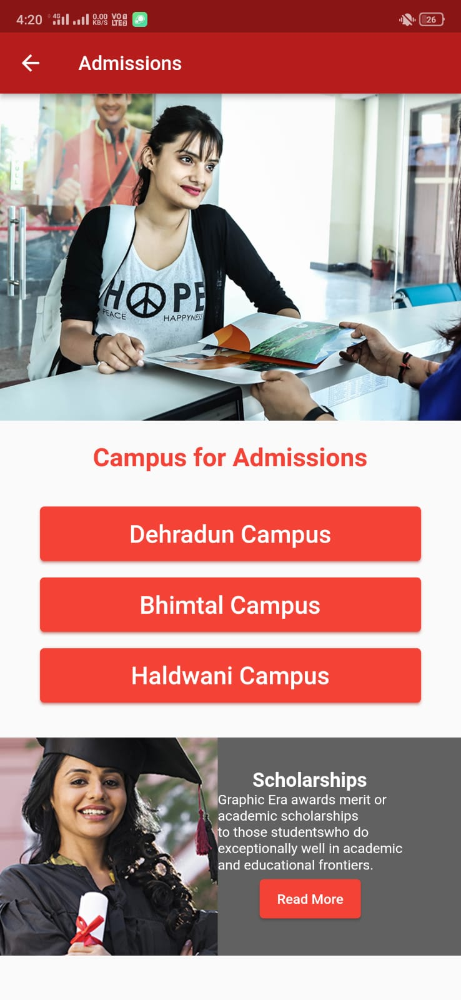 4:20 4G 0.00 KB/S VO LTE2 26
Admissions
HOPE
PEACE HAPPYNESS
Campus for Admissions
Dehradun Campus
Bhimtal Campus
Haldwani Campus
Scholarships
Graphic Era awards merit or
academic scholarships
to those studentswho do
exceptionally well in academic
and educational frontiers.
Read More